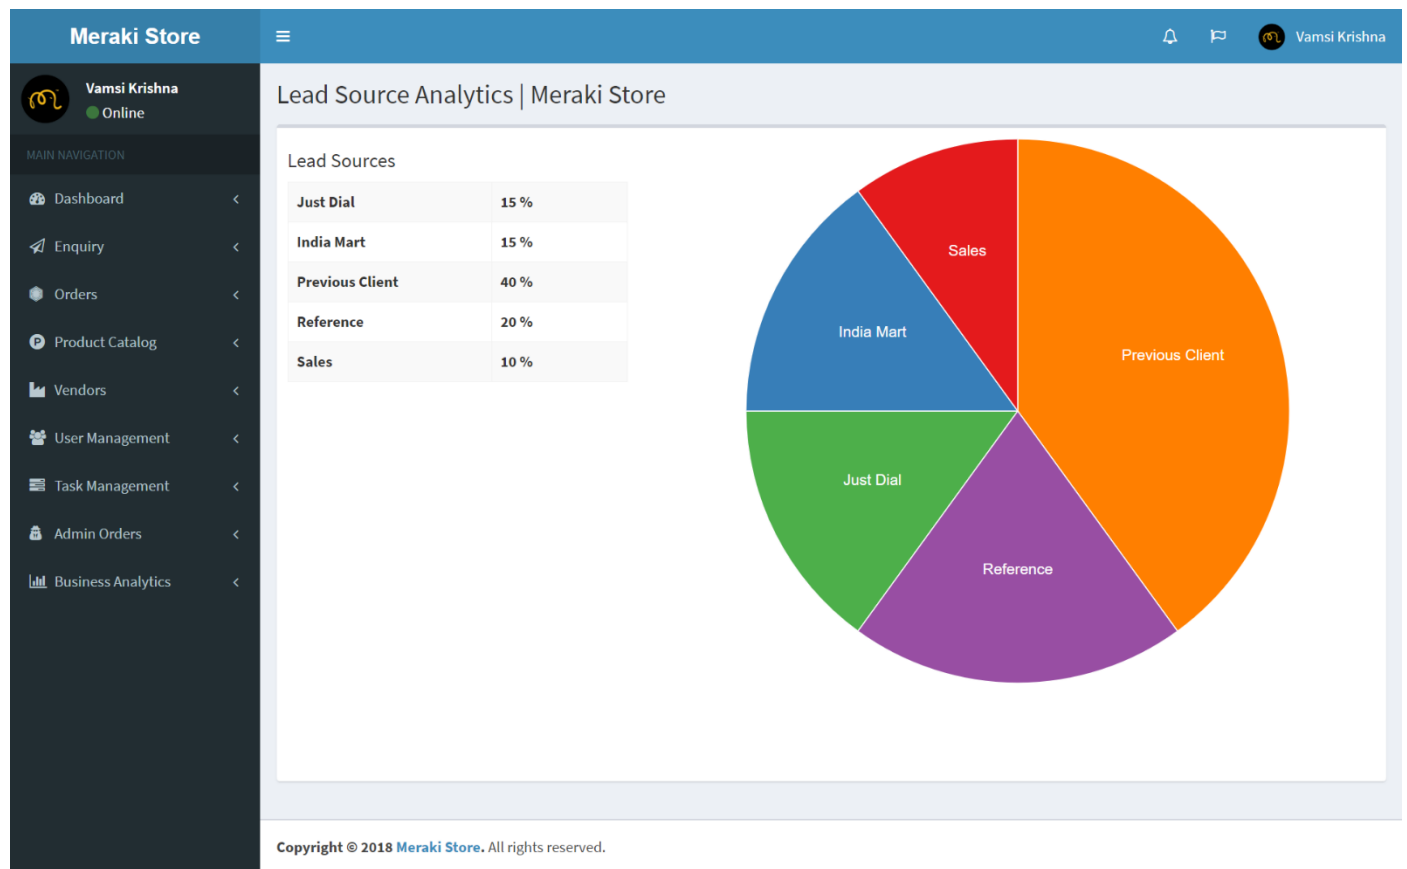 Meraki Store
Vamsi Krishna
Vamsi Krishna
Online
MAIN NAVIGATION
Dashboard
Enquiry
Orders
Product Catalog
Vendors
User Management
Task Management
Admin Orders
Business Analytics
Lead Source Analytics | Meraki Store
Lead Sources
Just Dial 15 %
India Mart 15 %
Previous Client 40 %
Reference 20 %
Sales 10 %
Sales
India Mart
Previous Client
Just Dial
Reference
Copyright © 2018 Meraki Store. All rights reserved.